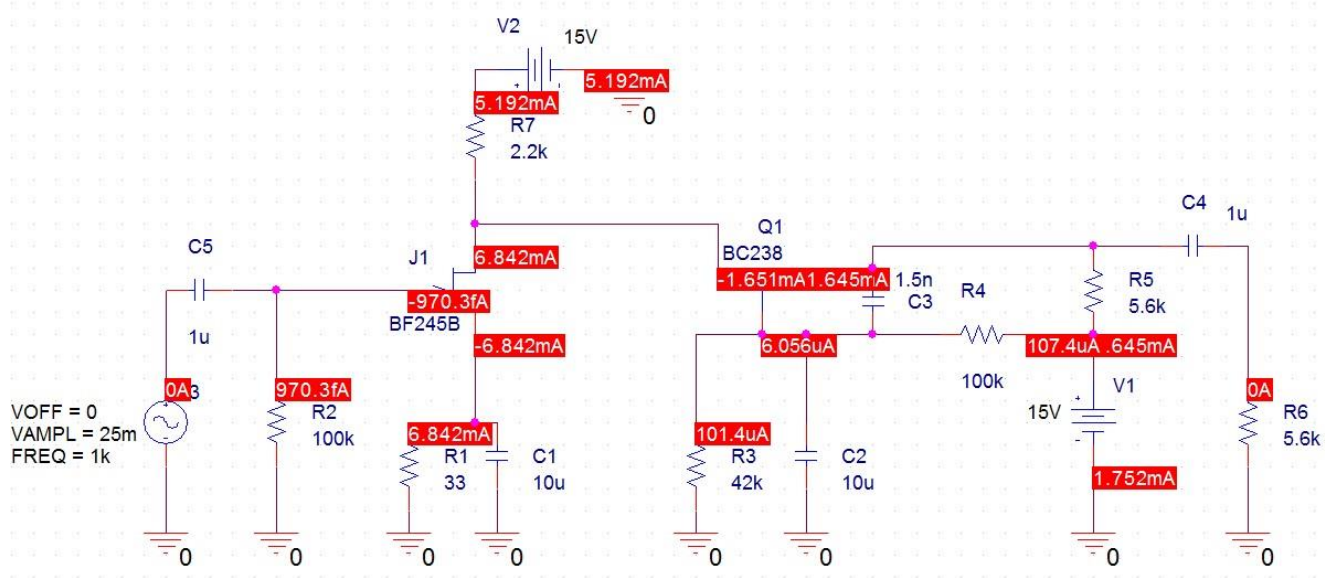 V2
15V
5.192mA
5.192mA
0
R7
2.2k
C4
1u
Q1
BC238
C5
J1
6.842mA
-1.651mA
1.645mA
1.5n
C3
R4
R5
5.6k
-970.3fA
BF245B
1u
-6.842mA
6.056uA
107.4uA
.645mA
100k
V1
15V
0A
3
970.3fA
0A
VOFF = 0
VAMPL = 25m
FREQ = 1k
R2
100k
6.842mA
R1
33
C1
10u
101.4uA
R3
42k
C2
10u
R6
5.6k
1.752mA
0
0
0
0
0
0
0
0